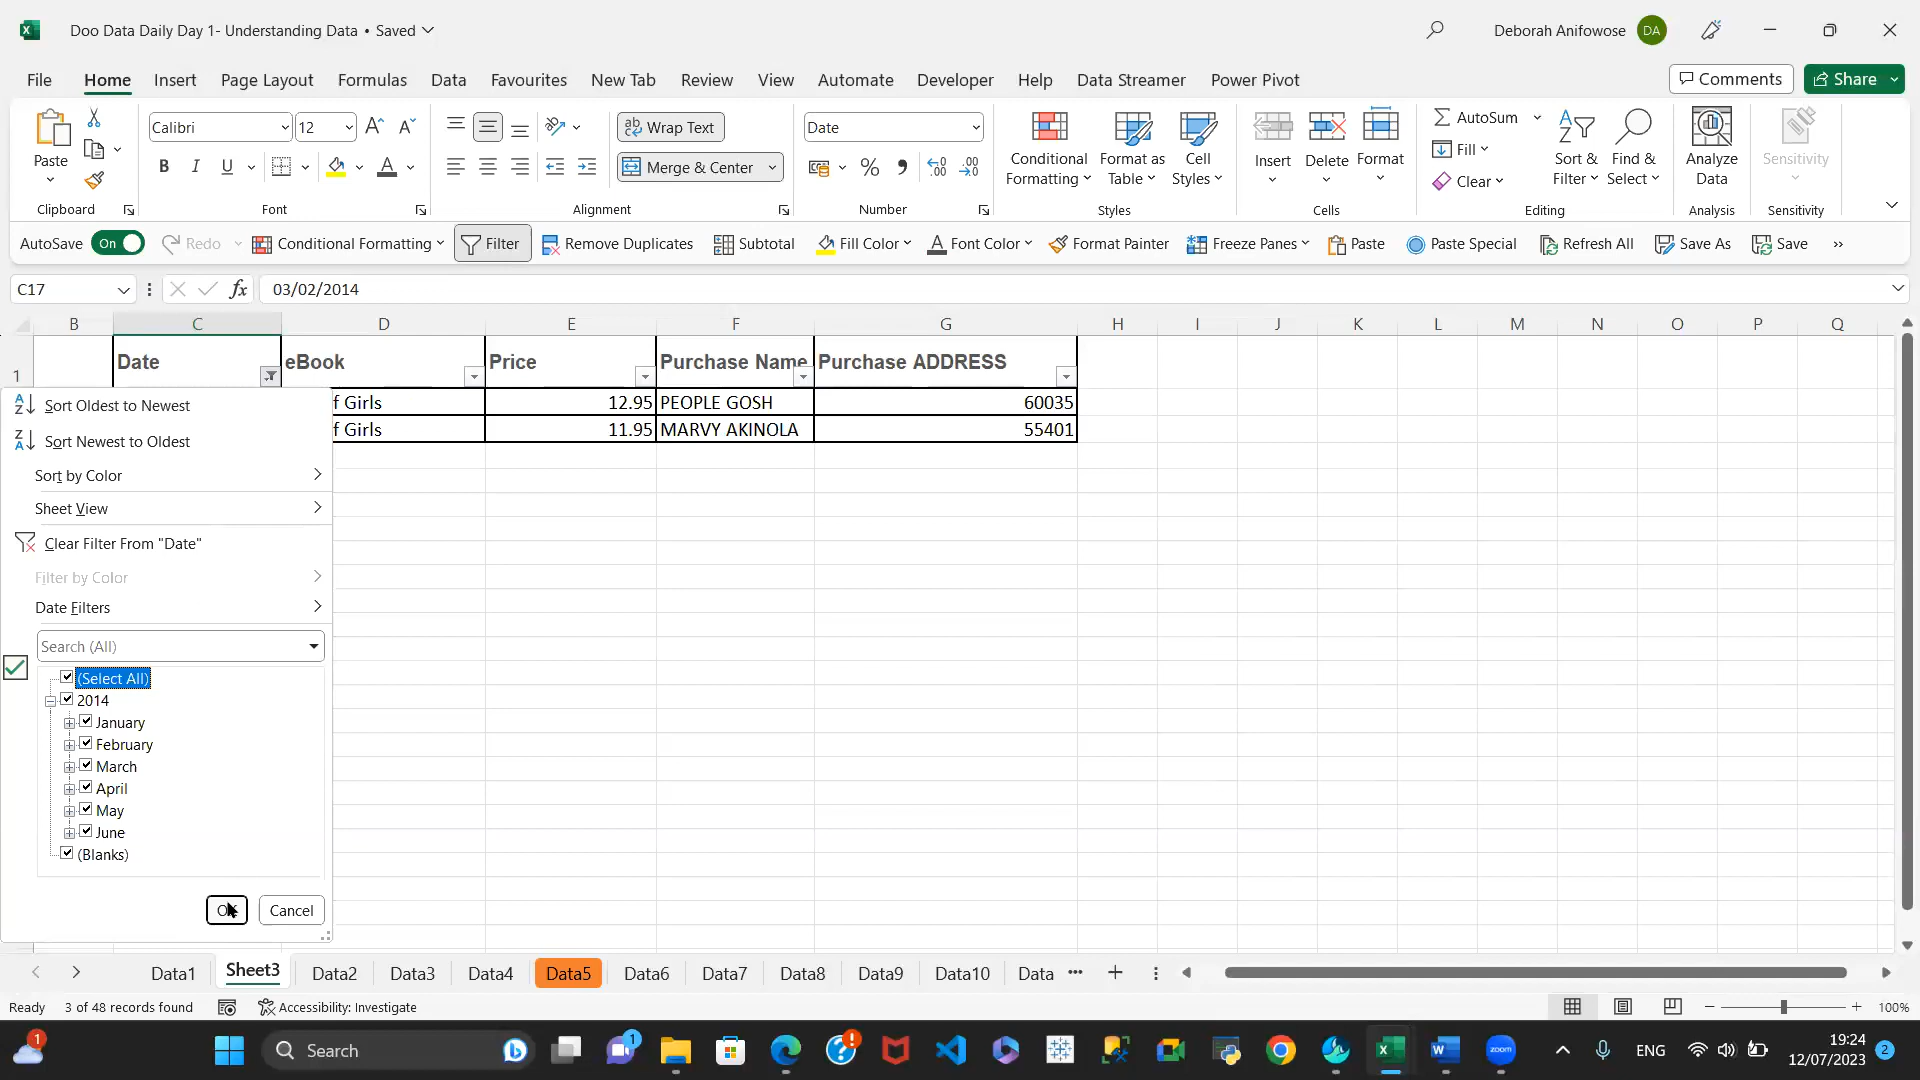 Doo Data Daily Day 1- Understanding Data • Saved
Deborah Anifowose DA
File Home Insert Page Layout Formulas Data Favourites New Tab Review View Automate Developer Help Data Streamer Power Pivot Comments Share
Calibri 12 Wrap Text Date AutoSum
Paste B I U Merge & Center Conditional Formatting Format as Table Cell Styles Insert Delete Format Fill Clear Sort & Filter Find & Select Analyze Data Sensitivity
Clipboard Font Alignment Number Styles Cells Editing Analysis Sensitivity
AutoSave On Redo Conditional Formatting Filter Remove Duplicates Subtotal Fill Color Font Color Format Painter Freeze Panes Paste Paste Special Refresh All Save As Save
C17 fx 03/02/2014
B C D E F G H I J K L M N O P Q
1 Date eBook Price Purchase Name Purchase ADDRESS
f Girls 12.95 PEOPLE GOSH 60035
f Girls 11.95 MARVY AKINOLA 55401
Sort Oldest to Newest
Sort Newest to Oldest
Sort by Color
Sheet View
Clear Filter From "Date"
Filter by Color
Date Filters
Search (All)
(Select All)
2014
January
February
March
April
May
June
(Blanks)
OK Cancel
Data1 Sheet3 Data2 Data3 Data4 Data5 Data6 Data7 Data8 Data9 Data10 Data ···
Ready 3 of 48 records found Accessibility: Investigate 100%
1 Search 1 zoom ENG 19:24
12/07/2023 2